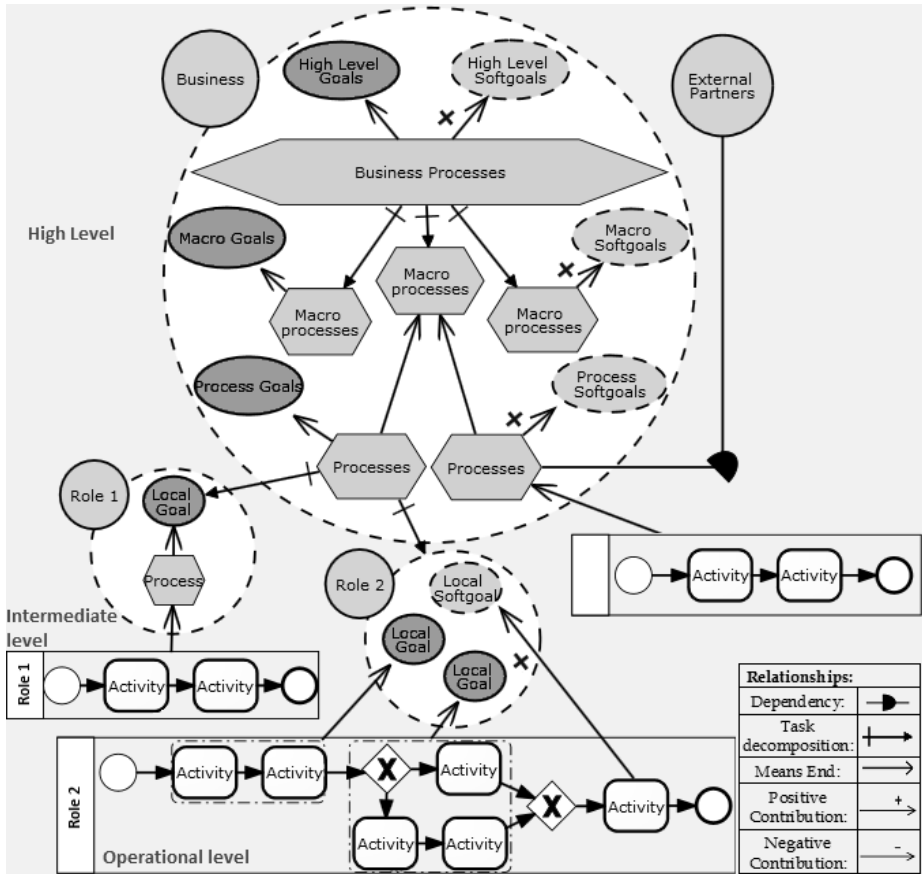 Business
High Level
Goals
High Level
Softgoals
External
Partners
Business Processes
High Level
Macro Goals
Macro
Softgoals
Macro
processes
Macro
processes
Macro
processes
Process Goals
Process
Softgoals
Processes
Processes
Role 1
Local
Goal
Process
Role 2
Local
Softgoal
Local
Goal
Local
Goal
Activity
Activity
Intermediate
level
Role 1
Activity
Activity
Role 2
Activity
Activity
X
Activity
Activity
Activity
X
Activity
Operational level
Relationships:
Dependency:
Task
decomposition:
Means End:
Positive
Contribution:
+
Negative
Contribution:
-